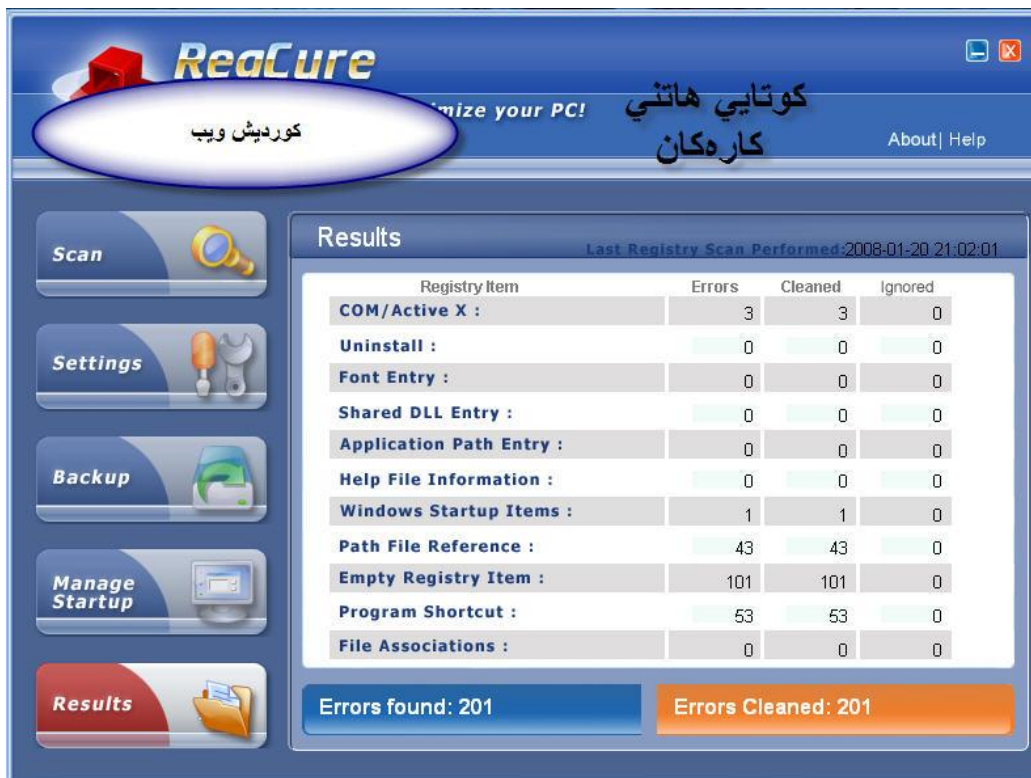 RegCure
mize your PC!
کوتايي هاتني
کارەکان
کوردیش ویب
About| Help
Scan
Settings
Backup
Manage
Startup
Results
Results
Last Registry Scan Performed:2008-01-20 21:02:01
Registry Item Errors Cleaned Ignored
COM/Active X : 3 3 0
Uninstall : 0 0 0
Font Entry : 0 0 0
Shared DLL Entry : 0 0 0
Application Path Entry : 0 0 0
Help File Information : 0 0 0
Windows Startup Items : 1 1 0
Path File Reference : 43 43 0
Empty Registry Item : 101 101 0
Program Shortcut : 53 53 0
File Associations : 0 0 0
Errors found: 201
Errors Cleaned: 201